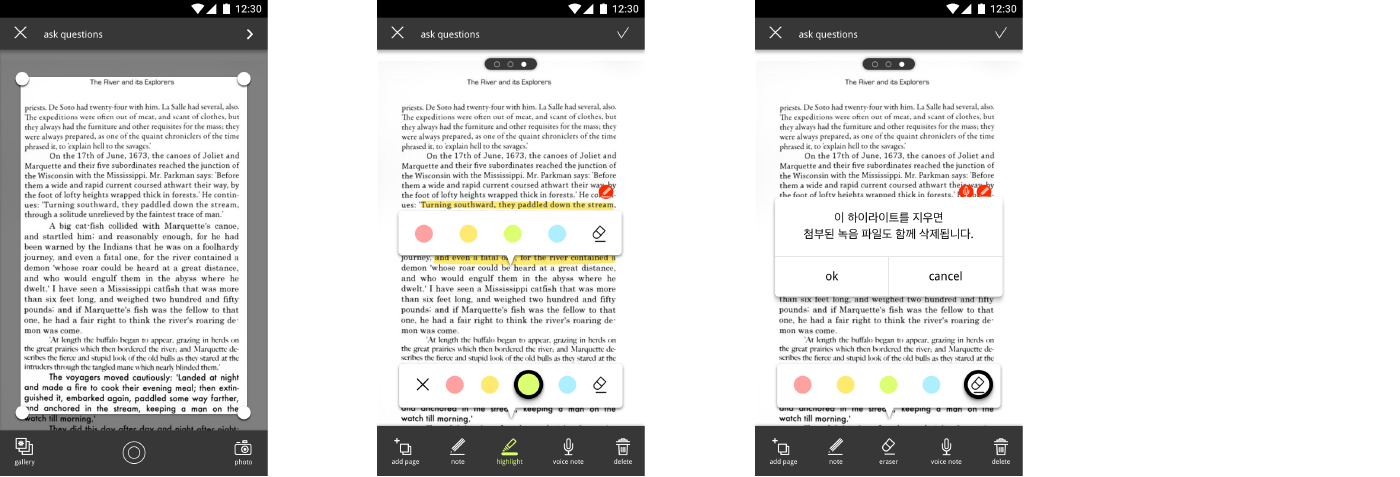 12:30
ask questions
The River and its Explorers
priests. De Soto had twenty-four with him. La Salle had several, also.
The expeditions were often out of meat, and scant of clothes, but
they always had the furniture and other requisites for the mass; they
were always prepared, as one of the quaint chroniclers of the time
phrased it, to 'explain hell to the savages.'
On the 17th of June, 1673, the canoes of Joliet and
Marquette and their five subordinates reached the junction of
the Wisconsin with the Mississippi. Mr. Parkman says: 'Before
them a wide and rapid current coursed athwart their way, by
the foot of lofty heights wrapped thick in forests.' He contin-
ues: 'Turning southward, they paddled down the stream,
through a solitude unrelieved by the faintest trace of man.'
A big cat-fish collided with Marquette's canoe,
and startled him; and reasonably enough, for he had
been warned by the Indians that he was on a foolhardy
journey, and even a fatal one, for the river contained a
demon 'whose roar could be heard at a great distance,
and who would engulf them in the abyss where he
dwelt.' I have seen a Mississippi catfish that was more
than six feet long, and weighed two hundred and fifty
pounds; and if Marquette's fish was the fellow to that
one, he had a fair right to think the river's roaring de-
mon was come.
'At length the buffalo began to appear, grazing in herds on
the great prairies which then bordered the river; and Marquette de-
scribes the fierce and stupid look of the old bulls as they stared at the
intruders through the tangled mane which nearly blinded them.'
The voyagers moved cautiously: 'Landed at night
and made a fire to cook their evening meal; then extin-
guished it, embarked again, paddled some way farther,
and anchored in the stream, keeping a man on the
watch till morning.'
They did this day after day and night after night;
gallery
photo
12:30
ask questions
The River and its Explorers
priests. De Soto had twenty-four with him. La Salle had several, also.
The expeditions were often out of meat, and scant of clothes, but
they always had the furniture and other requisites for the mass; they
were always prepared, as one of the quaint chroniclers of the time
phrased it, to 'explain hell to the savages.'
On the 17th of June, 1673, the canoes of Joliet and
Marquette and their five subordinates reached the junction of
the Wisconsin with the Mississippi. Mr. Parkman says: 'Before
them a wide and rapid current coursed athwart their way, by
the foot of lofty heights wrapped thick in forests.' He
ues: 'Turning southward, they paddled down the stream,
journey, and even a fatal for the river contained a
demon 'whose roar could be heard at a great distance,
and who would engulf them in the abyss where he
dwelt.' I have seen a Mississippi catfish that was more
than six feet long, and weighed two hundred and fifty
pounds; and if Marquette's fish was the fellow to that
one, he had a fair right to think the river's roaring de-
mon was come.
'At length the buffalo began to appear, grazing in herds on
the great prairies which then bordered the river; and Marquette de-
scribes the fierce and stupid look of the old bulls as they stared at the
and anchored in the keeping a man on the
watch till morning.'
add page
note
highlight
voice note
delete
12:30
ask questions
The River and its Explorers
priests. De Soto had twenty-four with him. La Salle had several, also.
The expeditions were often out of meat, and scant of clothes, but
they always had the furniture and other requisites for the mass; they
were always prepared, as one of the quaint chroniclers of the time
phrased it, to 'explain hell to the savages.'
On the 17th of June, 1673, the canoes of Joliet and
Marquette and their five subordinates reached the junction of
the Wisconsin with the Mississippi. Mr. Parkman says: 'Before
them a wide and rapid current coursed athwart their way, by
the foot of lofty heights wrapped thick in forests.'
이 하이라이트를 지우면
첨부된 녹음 파일도 함께 삭제됩니다.
ok
cancel
than six feet long, and weighed two hundred and fifty
pounds; and if Marquette's fish was the fellow to that
one, he had a fair right to think the river's roaring de-
mon was come.
'At length the buffalo began to appear, grazing in herds on
the great prairies which then bordered the river; and Marquette de-
scribes the fierce and stupid look of the old bulls as they stared at the
and anchored in the keeping a man on the
watch till morning.'
add page
note
eraser
voice note
delete